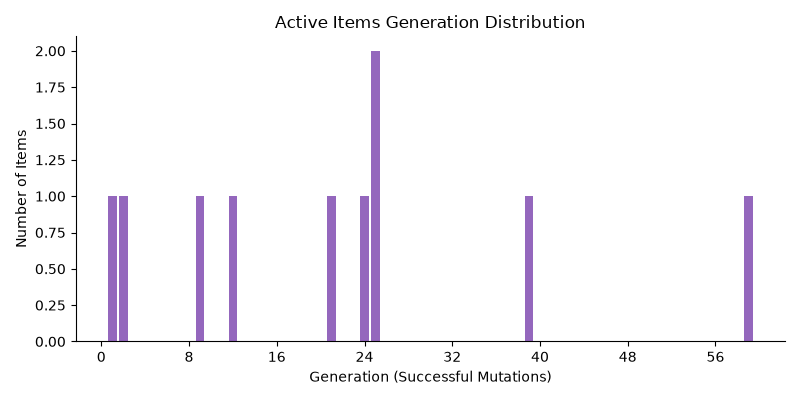 Active Items Generation Distribution
Number of Items
2.00
1.75
1.50
1.25
1.00
0.75
0.50
0.25
0.00
0 8 16 24 32 40 48 56
Generation (Successful Mutations)